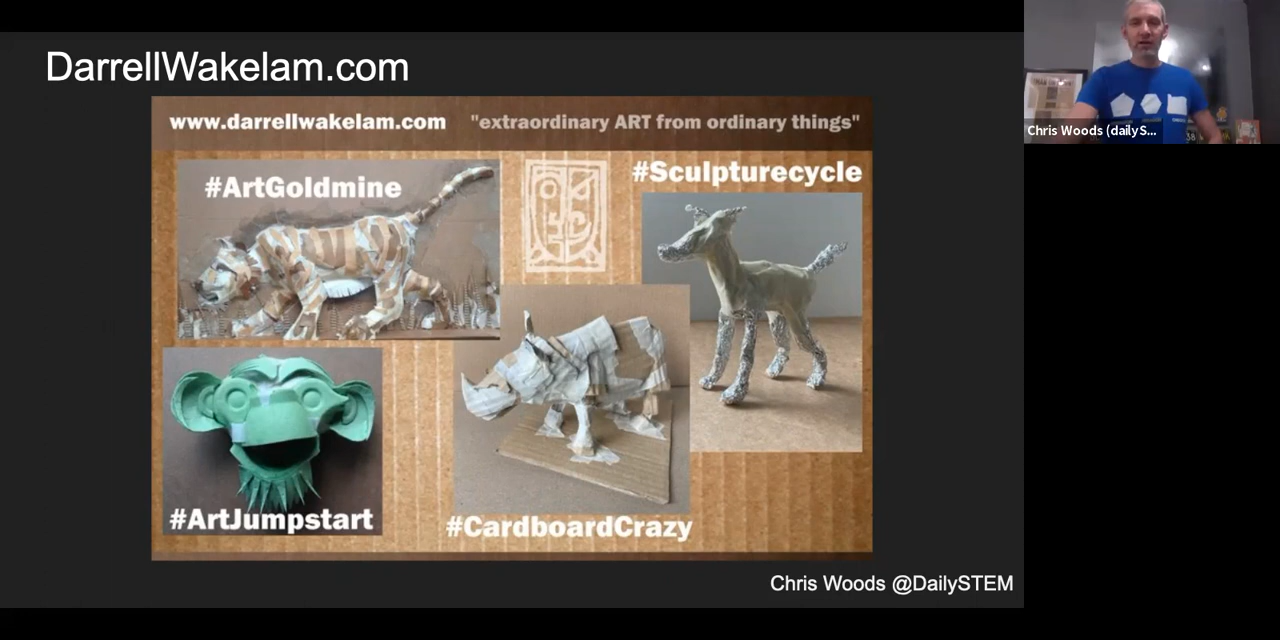 DarrellWakelam.com
www.darrellwakelam.com "extraordinary ART from ordinary things"
#ArtGoldmine
#Sculpturecycle
#ArtJumpstart
#CardboardCrazy
Chris Woods @DailySTEM
Chris Woods (dailyS...